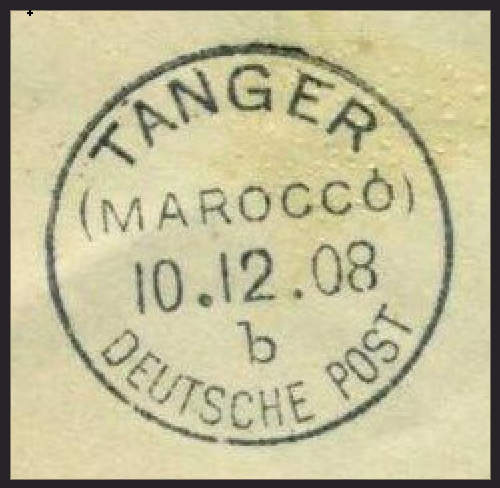 TANGER
(MAROCCO)
10.12.08
b
DEUTSCHE POST